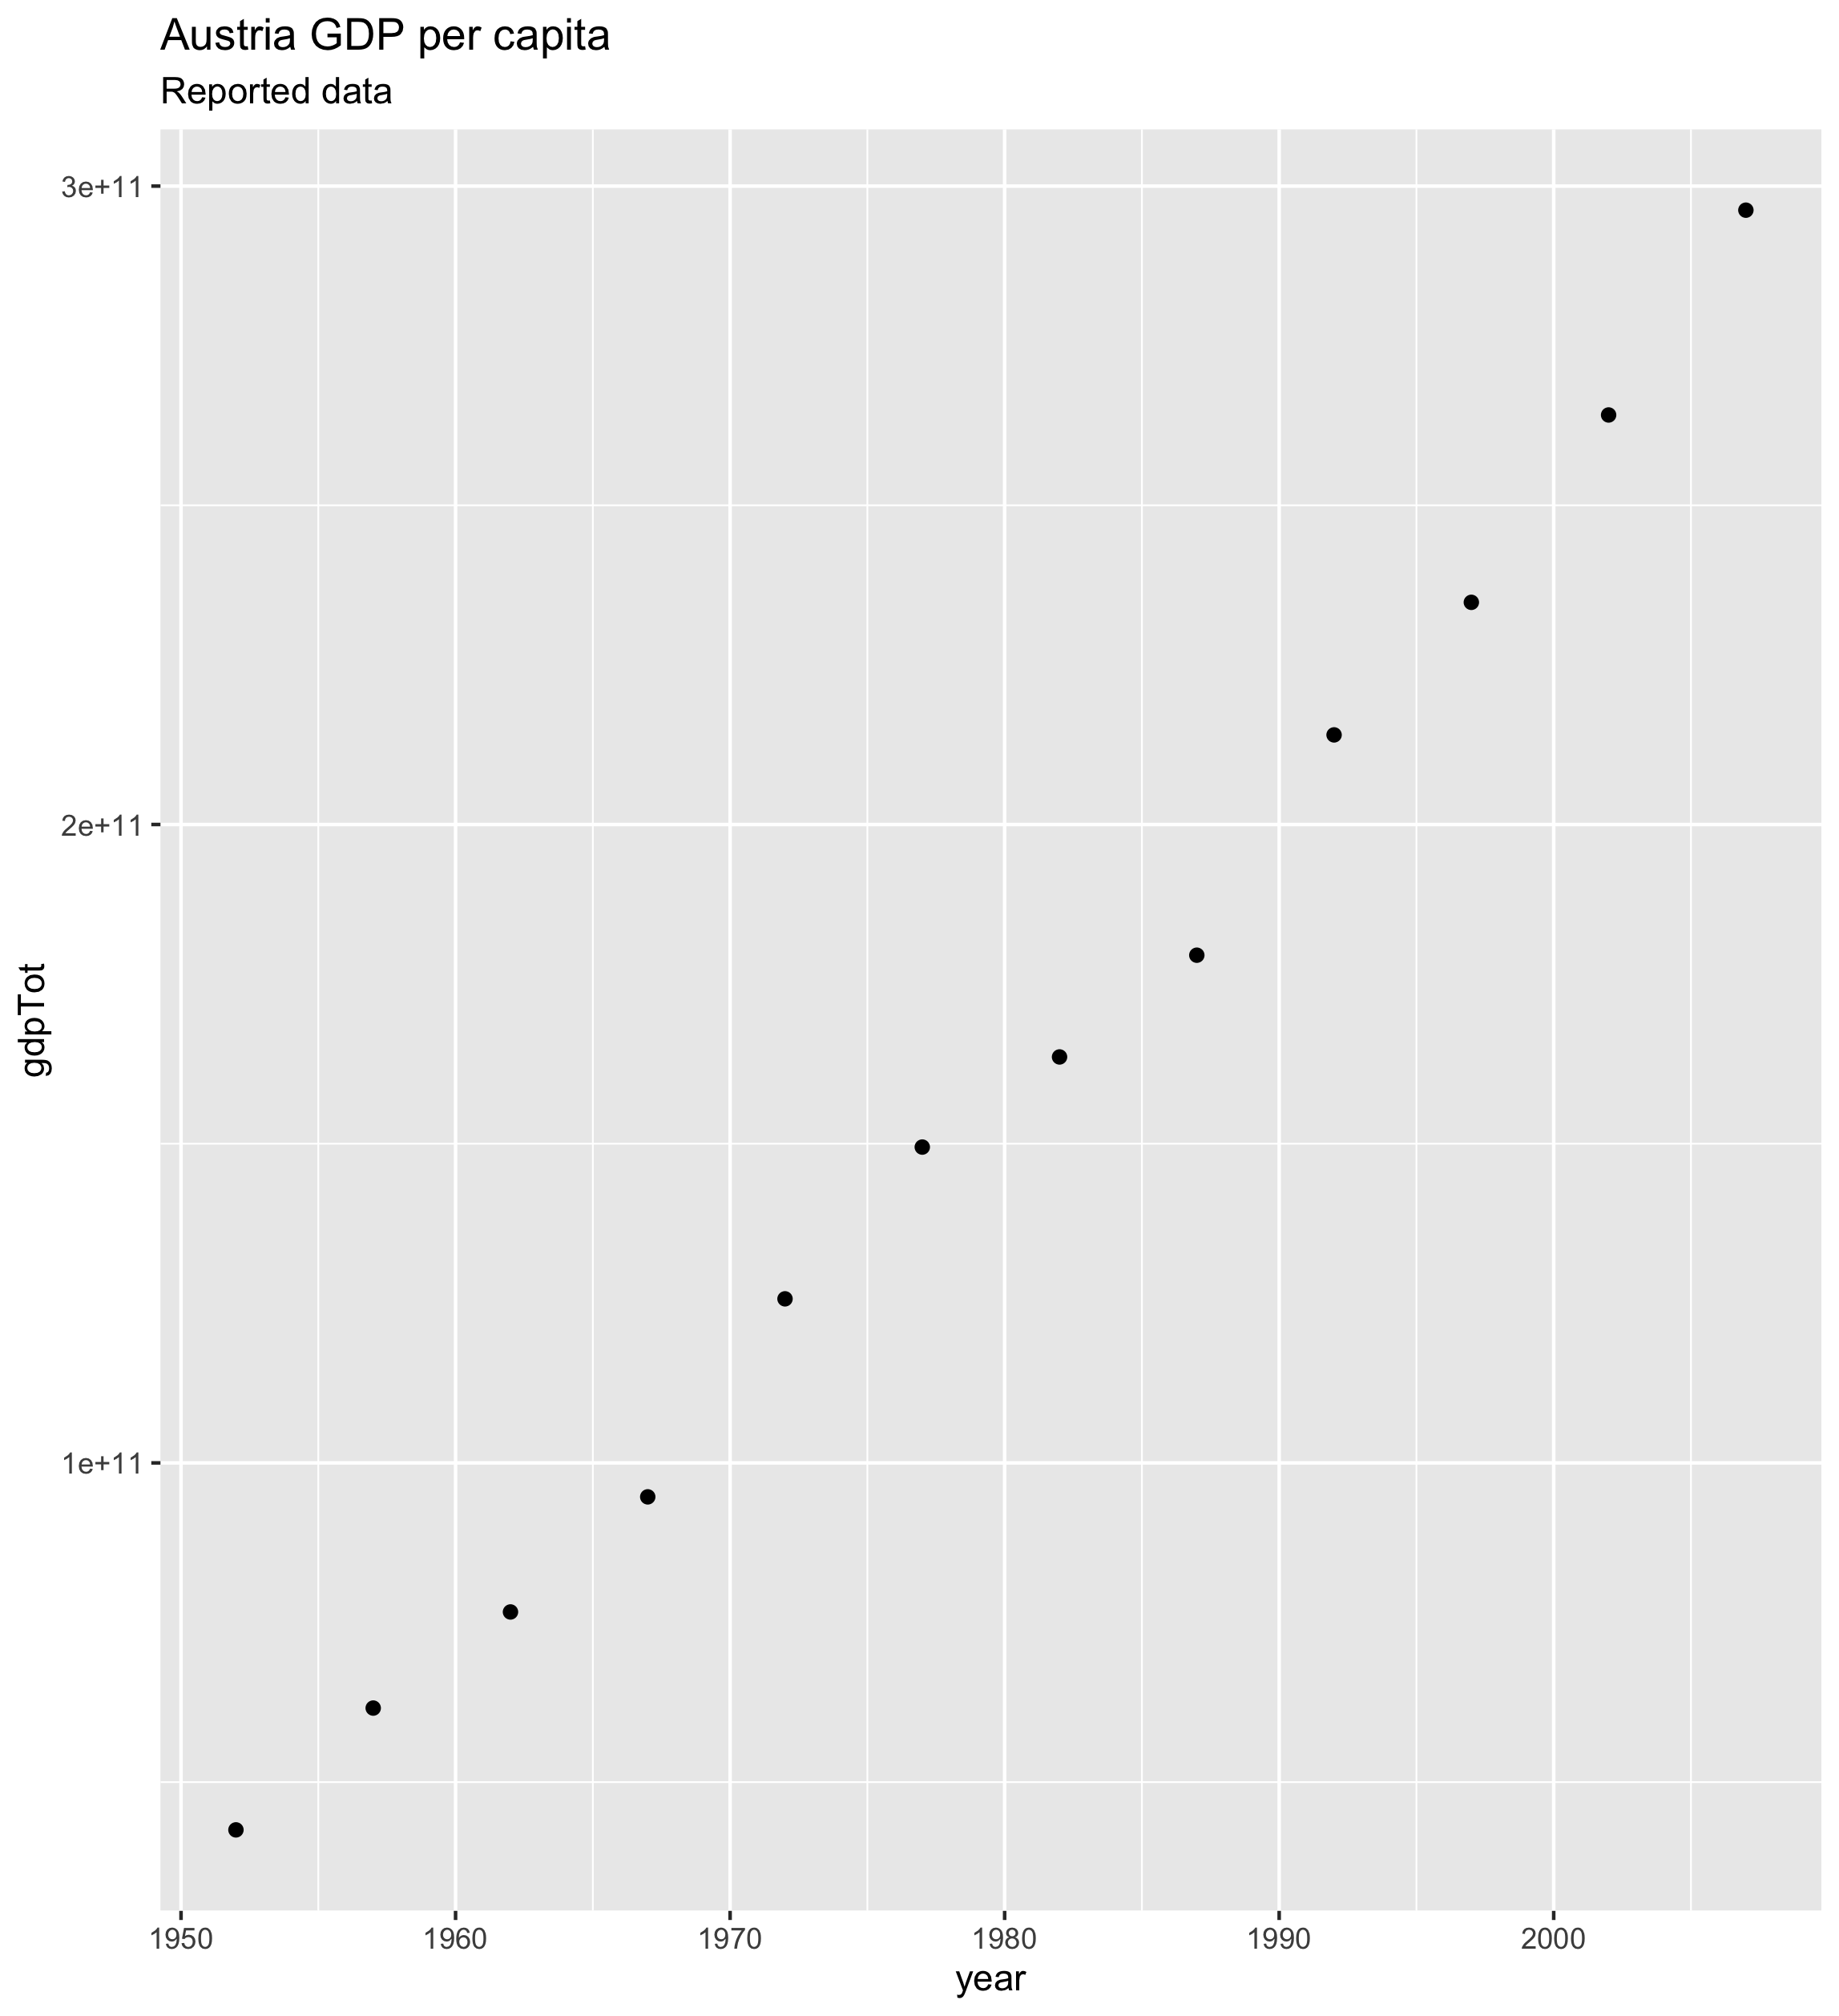 Austria GDP per capita
Reported data
3e+11
2e+11
1e+11
gdpTot
1950 1960 1970 1980 1990 2000
year